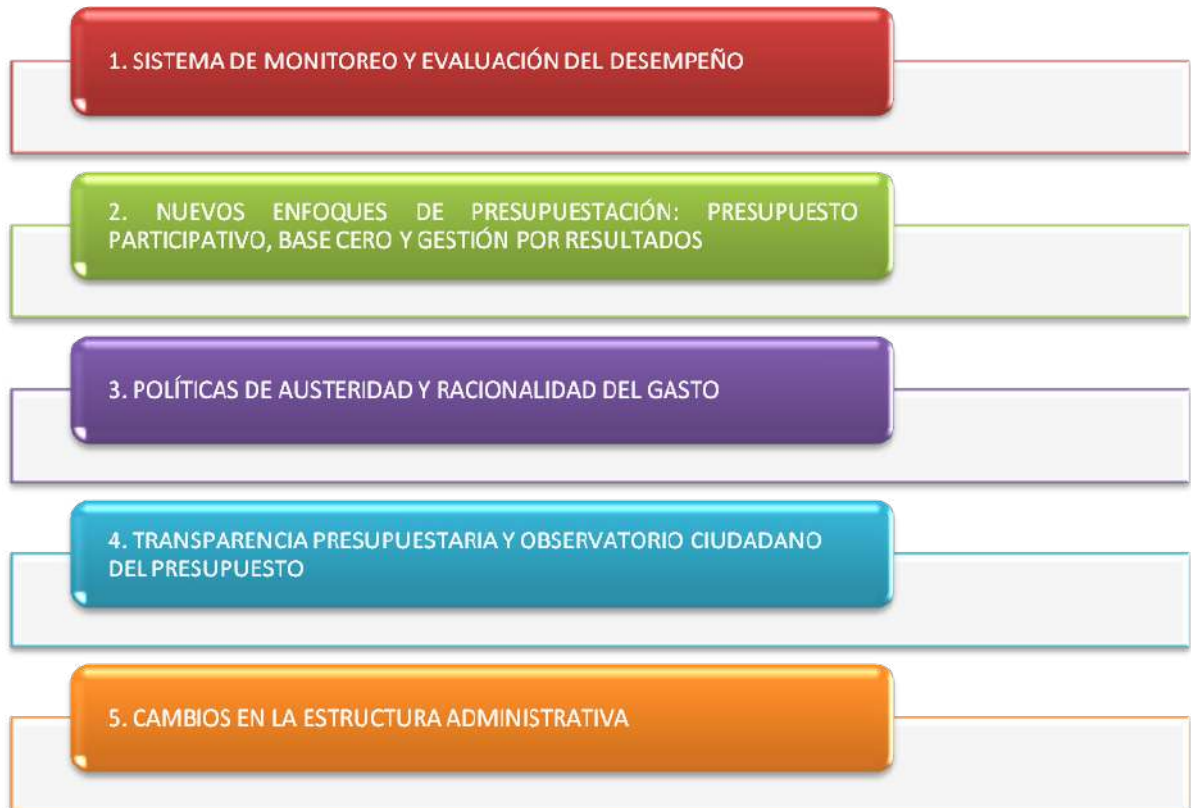 1. SISTEMA DE MONITOREO Y EVALUACIÓN DEL DESEMPEÑO
2. NUEVOS ENFOQUES DE PRESUPUESTACIÓN: PRESUPUESTO
PARTICIPATIVO, BASE CERO Y GESTIÓN POR RESULTADOS
3. POLÍTICAS DE AUSTERIDAD Y RACIONALIDAD DEL GASTO
4. TRANSPARENCIA PRESUPUESTARIA Y OBSERVATORIO CIUDADANO
DEL PRESUPUESTO
5. CAMBIOS EN LA ESTRUCTURA ADMINISTRATIVA